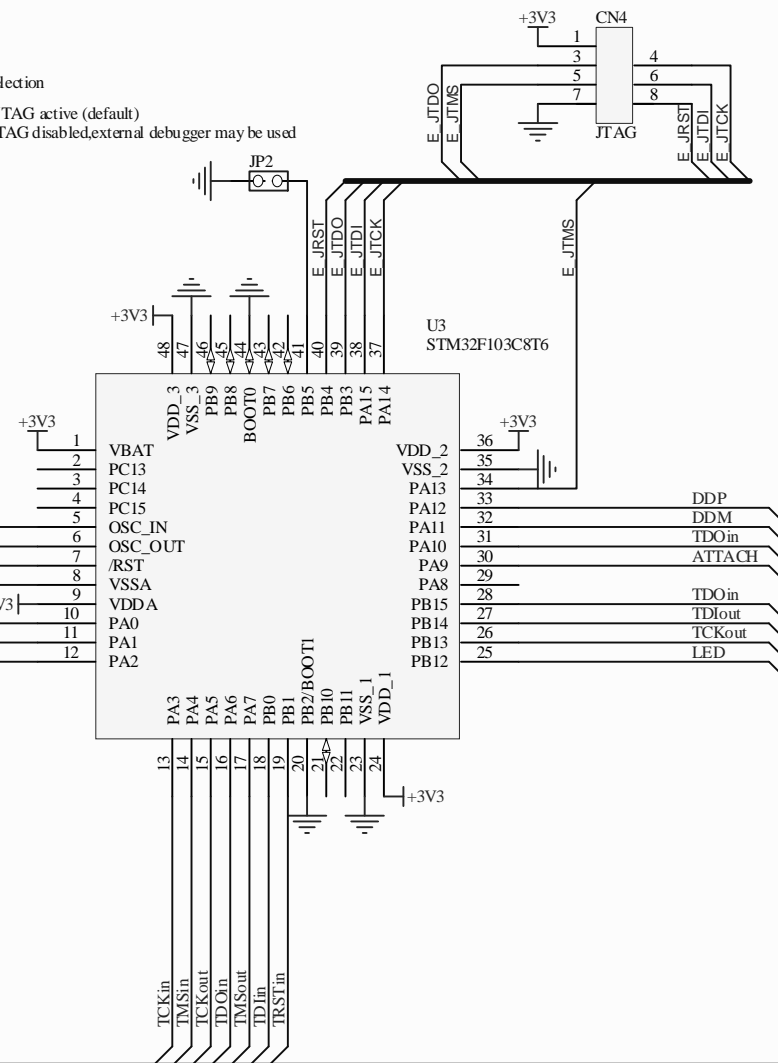 +3V3
CN4
1
3
5
7
4
6
8
JTAG
E_JTDO
E_JTMS
E_JRST
E_JTDI
E_JTCK
TAG active (default)
TAG disabled,external debugger may be used
JP2
E_JRST
E_JTDO
E_JTDI
E_JTCK
E_JTMS
+3V3
48
47
46
45
44
43
42
41
40
39
38
37
U3
STM32F103C8T6
VDD_3
VSS_3
PB9
PB8
BOOT0
PB7
PB6
PB5
PB4
PB3
PA15
PA14
+3V3
1 VBAT
2 PC13
3 PC14
4 PC15
5 OSC_IN
6 OSC_OUT
7 /RST
8 VSSA
9 VDDA
10 PA0
11 PA1
12 PA2
+3V3
VDD_2 36
VSS_2 35
PA13 34
PA12 33 DDP
PA11 32 DDM
PA10 31 TDOin
PA9 30 ATTACH
PA8 29
PB15 28 TDOin
PB14 27 TDIout
PB13 26 TCKout
PB12 25 LED
PA3
PA4
PA5
PA6
PA7
PB0
PB1
PB2/BOOT1
PB10
PB11
VSS_1
VDD_1
13
14
15
16
17
18
19
20
21
22
23
24
+3V3
TCKin
TMSin
TCKout
TDOin
TMSout
TDIin
TRSTin